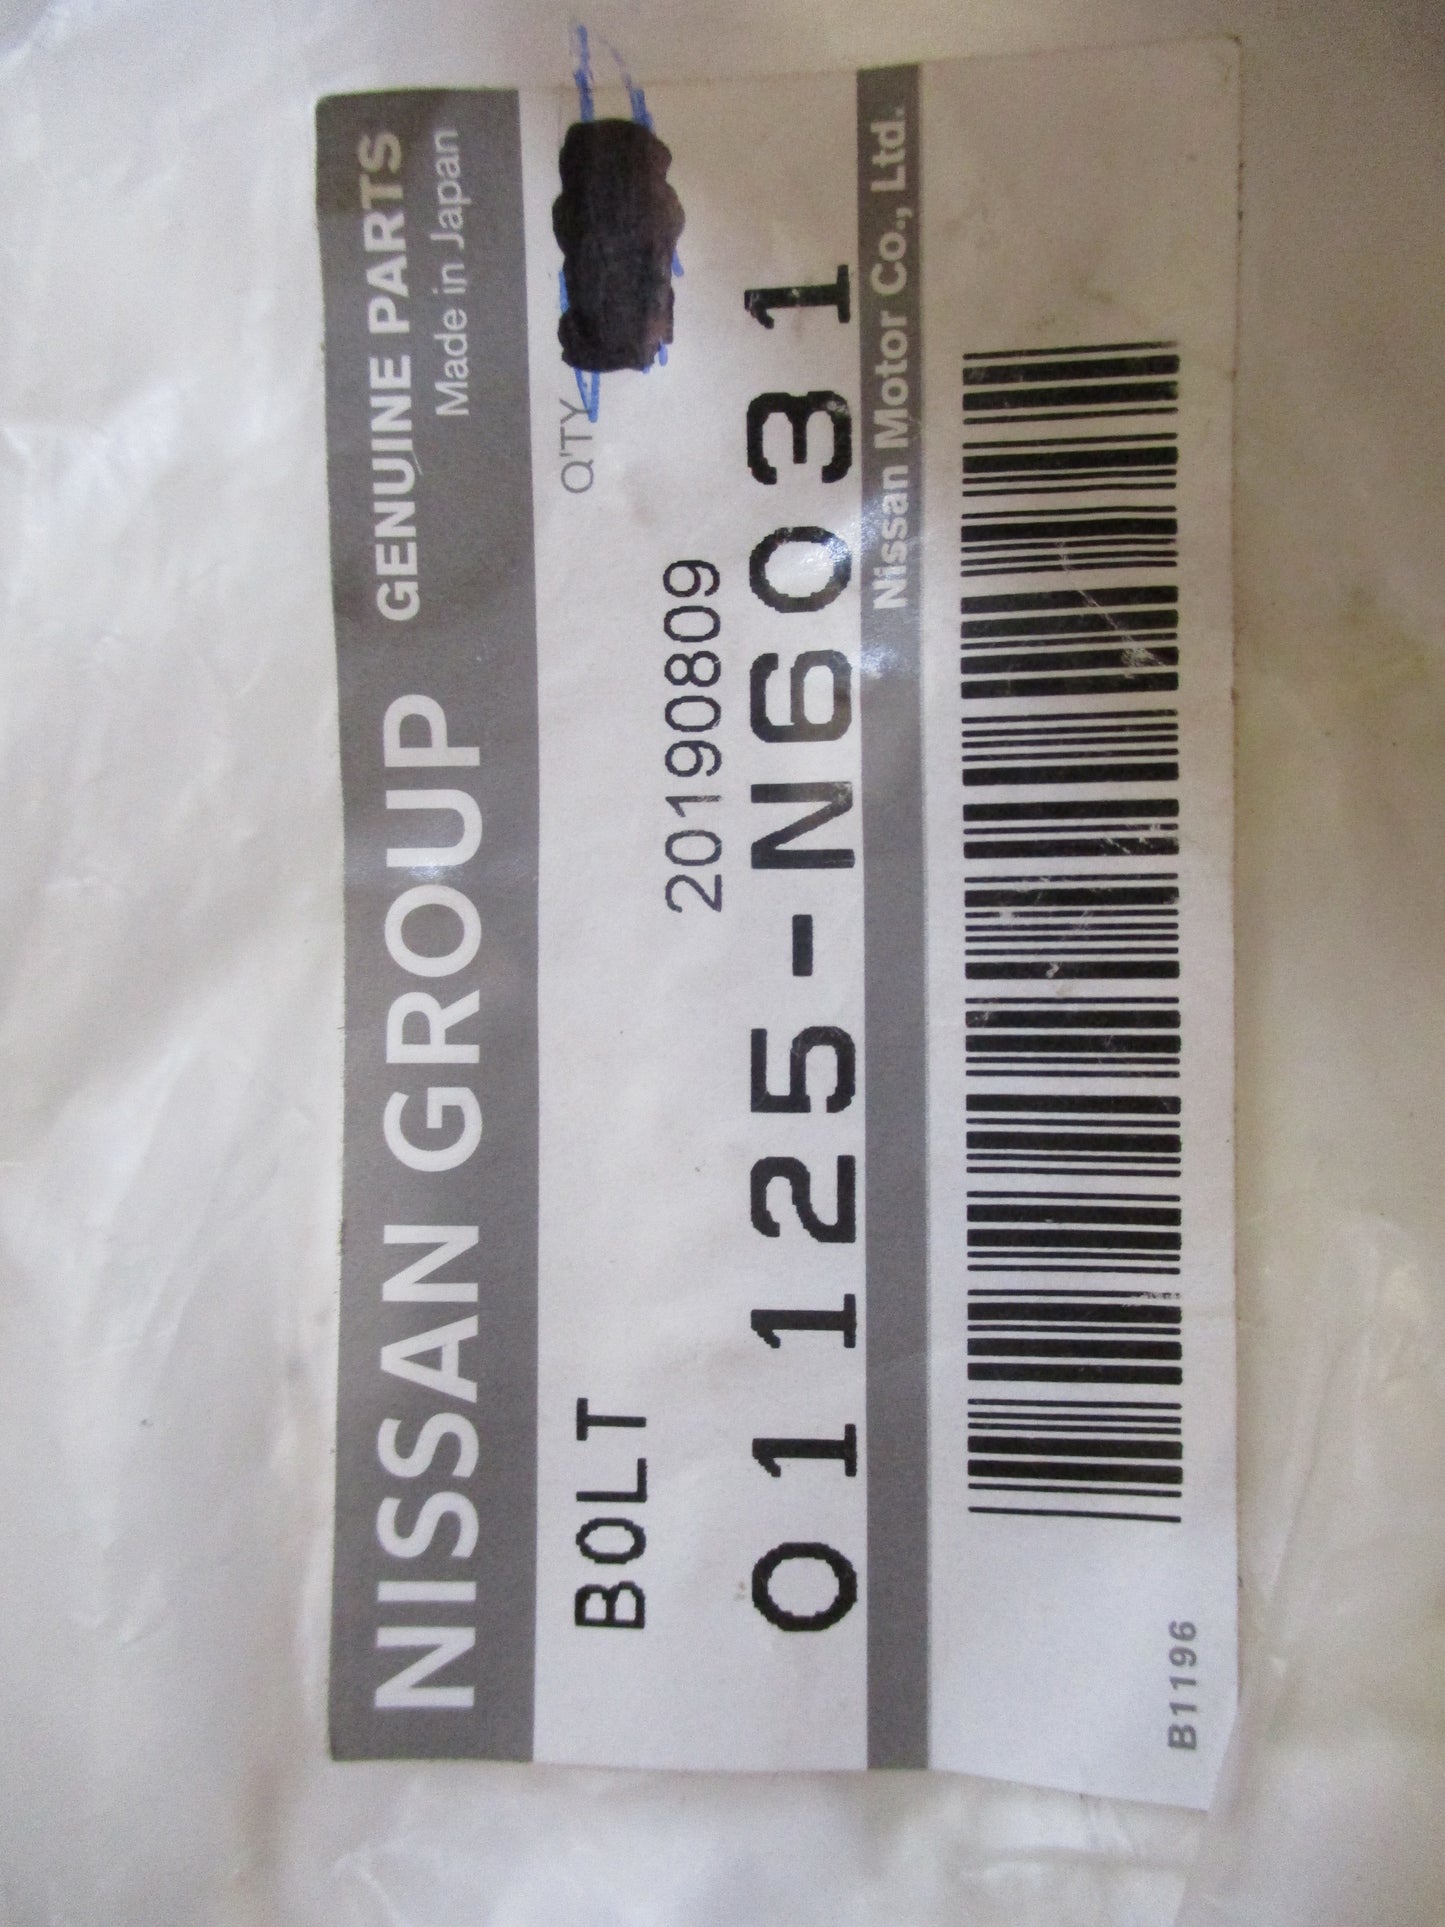 NISSAN GROUP
GENUINE PARTS
Made in Japan
BOLT
Q'TY
20190809
01125-N6031
Nissan Motor Co., Ltd.
B1196